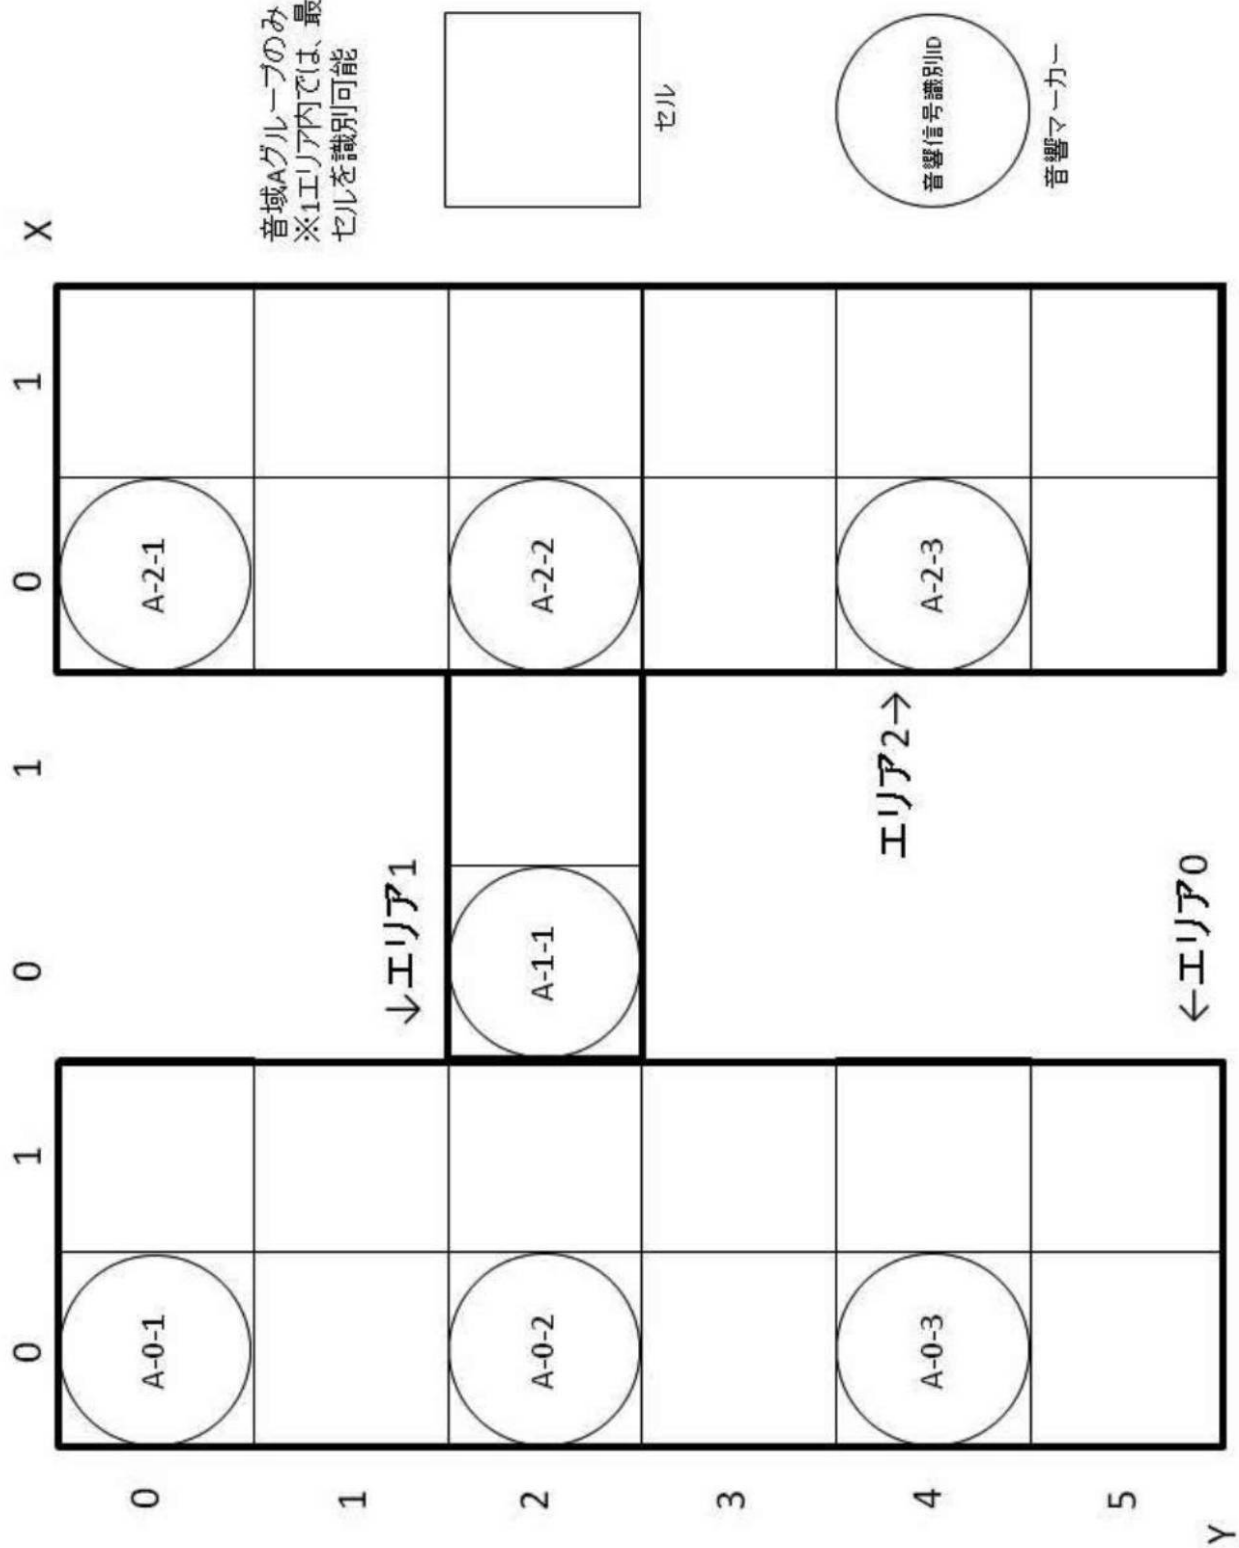 0 1 0 1 0 1 X
0 A-0-1 A-2-1
音域Aグループのみ
※1エリア内では、最
セルを識別可能
1
↓エリア1
2 A-0-2 A-1-1 A-2-2
セル
3
エリア2→
4 A-0-3 A-2-3 音響信号識別ID
音響マーカー
5
←エリア0
Y